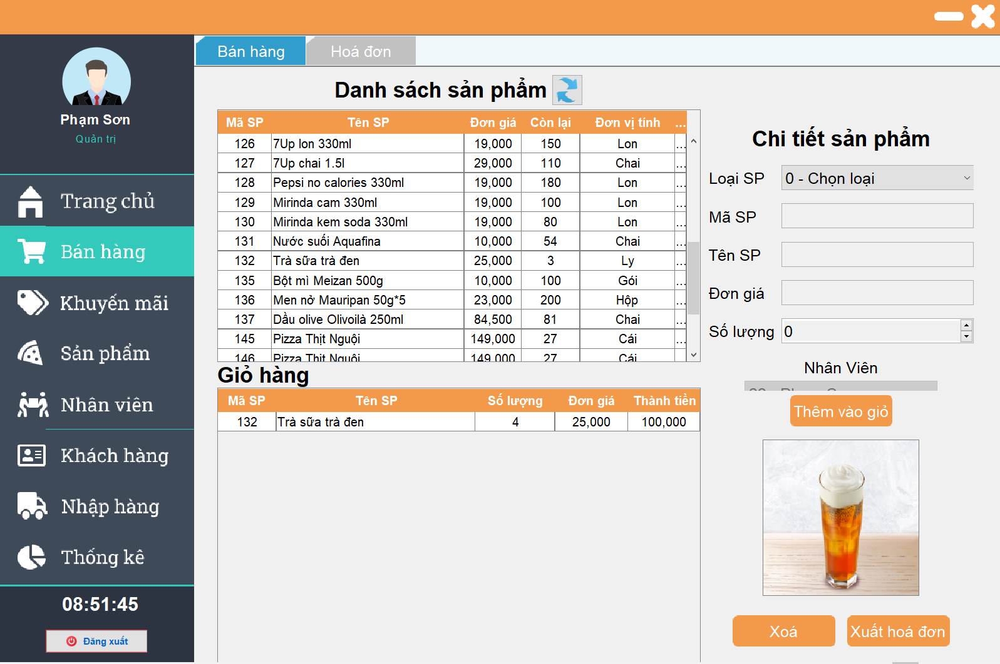 Phạm Sơn
Quản trị
Trang chủ
Bán hàng
Khuyến mãi
Sản phẩm
Nhân viên
Khách hàng
Nhập hàng
Thống kê
08:51:45
Đăng xuất
Bán hàng Hoá đơn
Danh sách sản phẩm
Mã SP Tên SP Đơn giá Còn lại Đơn vị tính ...
126 7Up lon 330ml 19,000 150 Lon ...
127 7Up chai 1.5l 29,000 110 Chai ...
128 Pepsi no calories 330ml 19,000 180 Lon ...
129 Mirinda cam 330ml 19,000 100 Lon ...
130 Mirinda kem soda 330ml 19,000 80 Lon ...
131 Nước suối Aquafina 10,000 54 Chai ...
132 Trà sữa trà đen 25,000 3 Ly ...
135 Bột mì Meizan 500g 10,000 100 Gói ...
136 Men nở Mauripan 50g*5 23,000 200 Hộp ...
137 Dầu olive Olivoilà 250ml 84,500 81 Chai ...
145 Pizza Thịt Nguội 149,000 27 Cái ...
146 Pizza Thịt Nguội 149,000 27 Cái
Giỏ hàng
Mã SP Tên SP Số lượng Đơn giá Thành tiền
132 Trà sữa trà đen 4 25,000 100,000
Chi tiết sản phẩm
Loại SP 0 - Chọn loại
Mã SP
Tên SP
Đơn giá
Số lượng 0
Nhân Viên
Thêm vào giỏ
Xoá Xuất hoá đơn